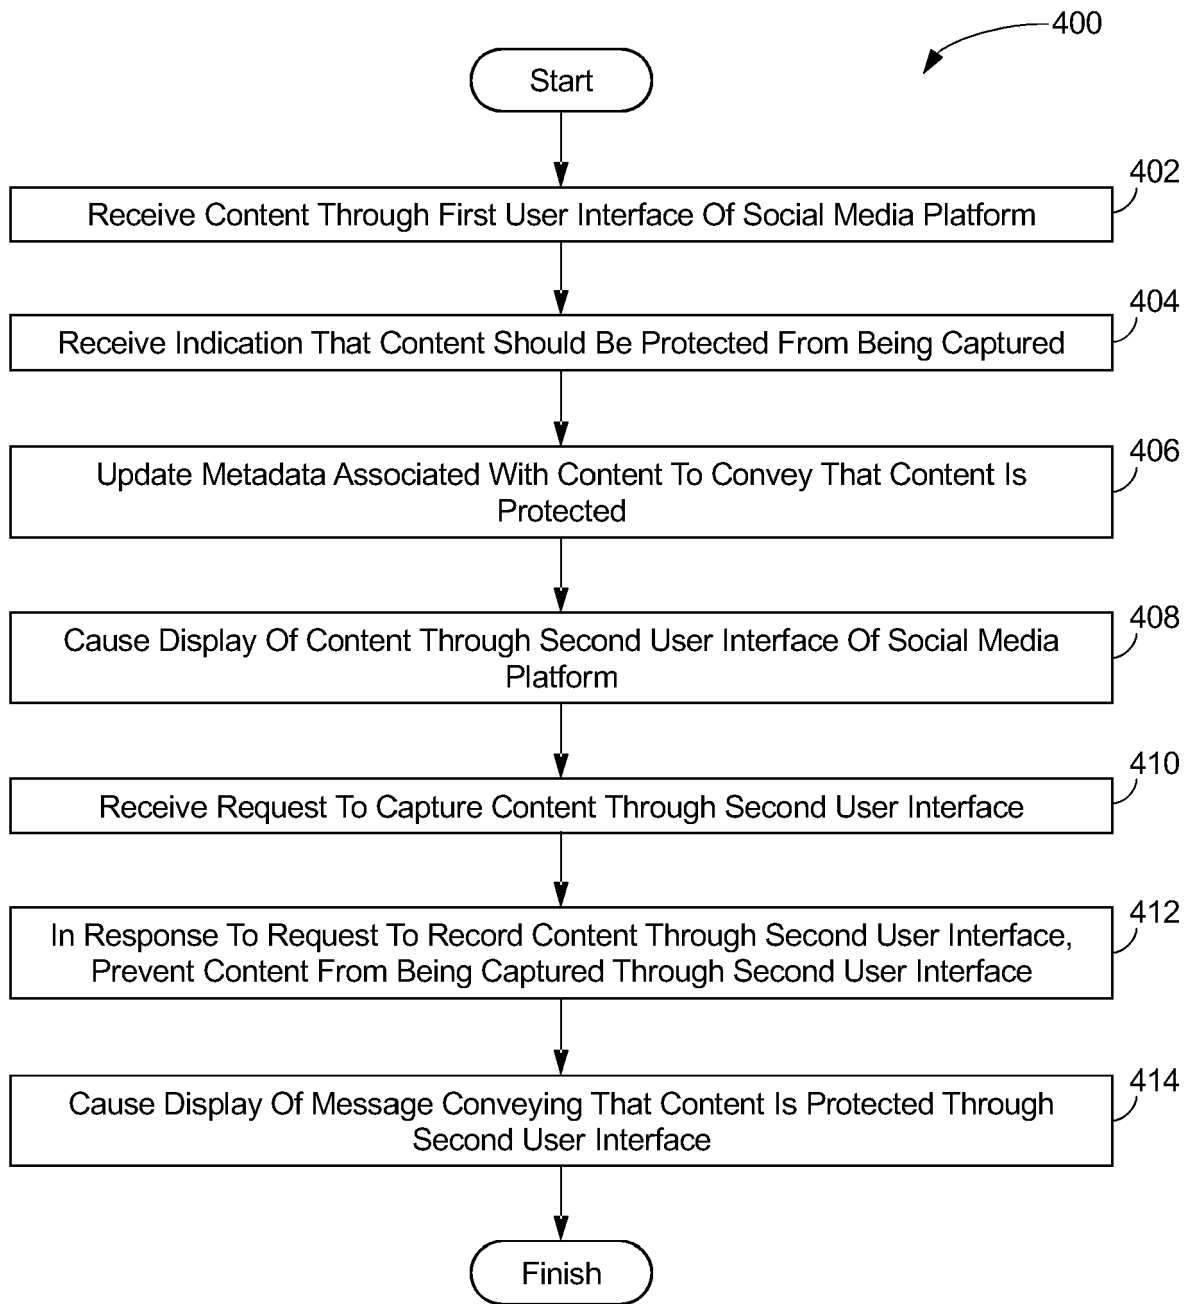 400
Start
402
Receive Content Through First User Interface Of Social Media Platform
404
Receive Indication That Content Should Be Protected From Being Captured
406
Update Metadata Associated With Content To Convey That Content Is
Protected
408
Cause Display Of Content Through Second User Interface Of Social Media
Platform
410
Receive Request To Capture Content Through Second User Interface
412
In Response To Request To Record Content Through Second User Interface,
Prevent Content From Being Captured Through Second User Interface
414
Cause Display Of Message Conveying That Content Is Protected Through
Second User Interface
Finish